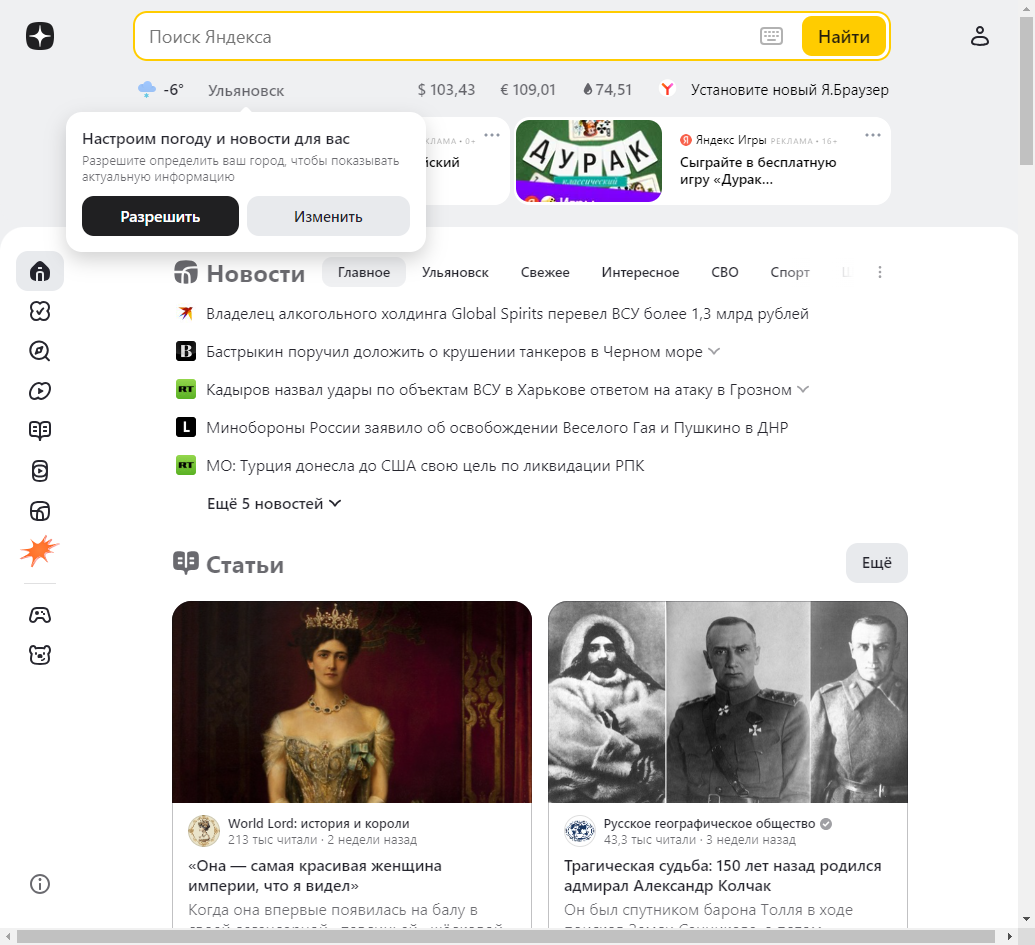 Поиск Яндекса
Найти
-6° Ульяновск $ 103,43 € 109,01 74,51 Установите новый Я.Браузер
Настроим погоду и новости для вас
Разрешите определить ваш город, чтобы показывать
актуальную информацию
Разрешить Изменить
0+
ДУРАК
классический
Яндекс Игры РЕКЛАМА • 16+
Сыграйте в бесплатную
игру «Дурак...
Новости Главное Ульяновск Свежее Интересное СВО Спорт
Владелец алкогольного холдинга Global Spirits перевел ВСУ более 1,3 млрд рублей
B Бастрыкин поручил доложить о крушении танкеров в Черном море
RT Кадыров назвал удары по объектам ВСУ в Харькове ответом на атаку в Грозном
L Минобороны России заявило об освобождении Веселого Гая и Пушкино в ДНР
RT МО: Турция донесла до США свою цель по ликвидации РПК
Ещё 5 новостей
Статьи
Ещё
World Lord: история и короли
213 тыс читали · 2 недели назад
«Она — самая красивая женщина
империи, что я видел»
Когда она впервые появилась на балу в
Русское географическое общество
43,3 тыс читали · 3 недели назад
Трагическая судьба: 150 лет назад родился
адмирал Александр Колчак
Он был спутником барона Толля в ходе